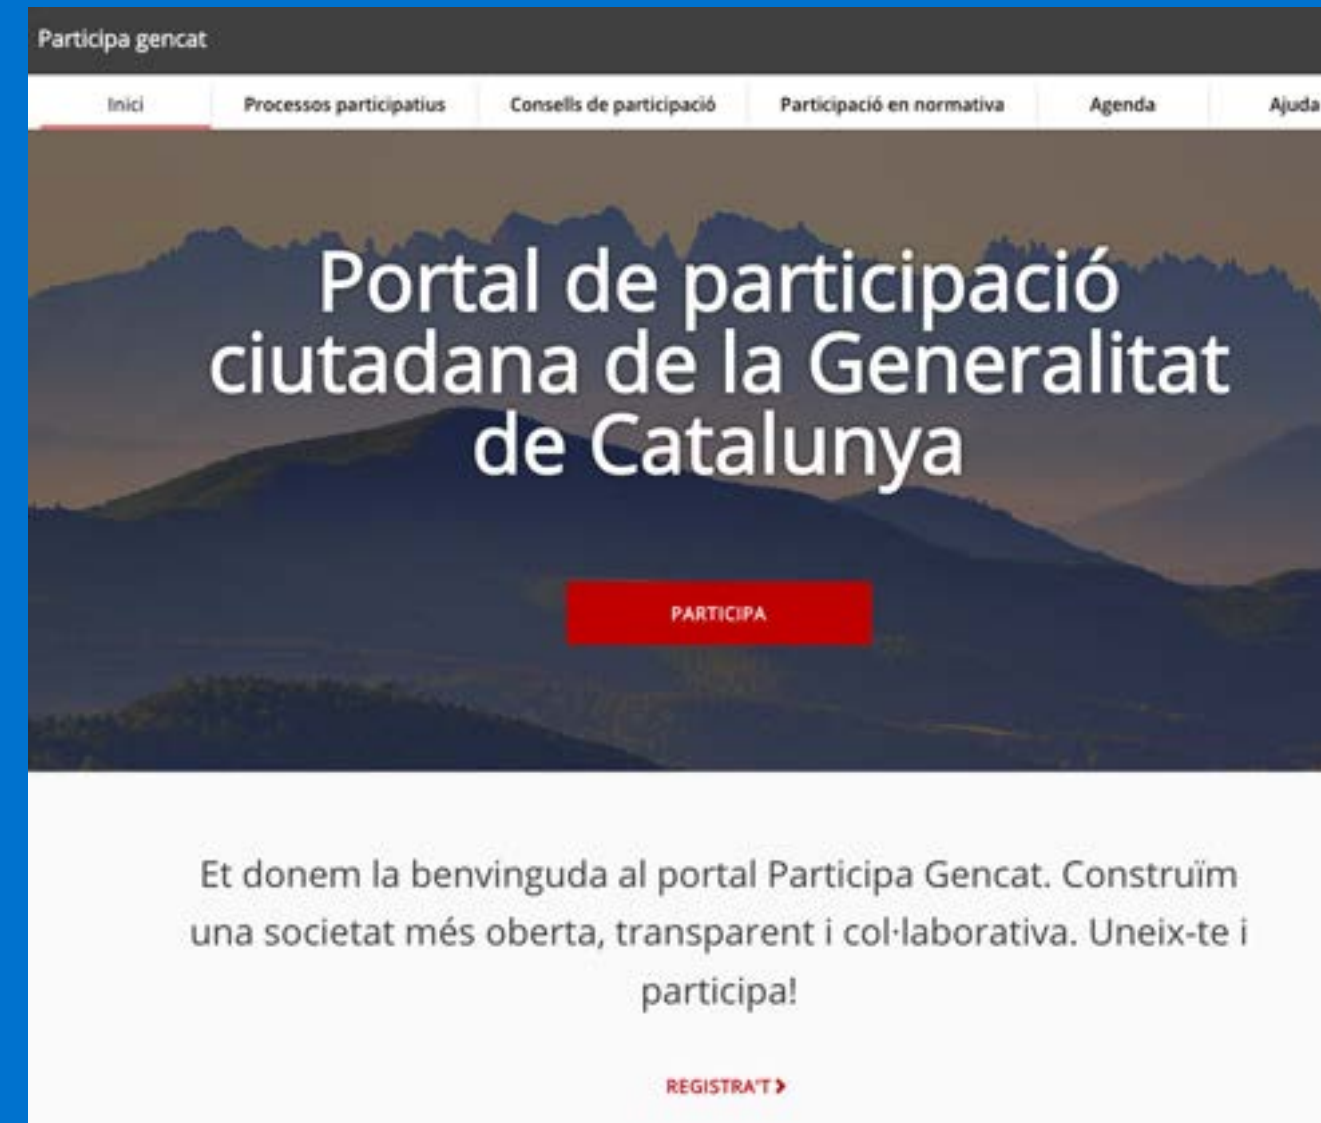 Participa gencat
Inici Processos participatius Consells de participació Participació en normativa Agenda Ajuda
Portal de participació
ciutadana de la Generalitat
de Catalunya
PARTICIPA
Et donem la benvinguda al portal Participa Gencat. Construïm
una societat més oberta, transparent i col·laborativa. Uneix-te i
participa!
REGISTRA'T